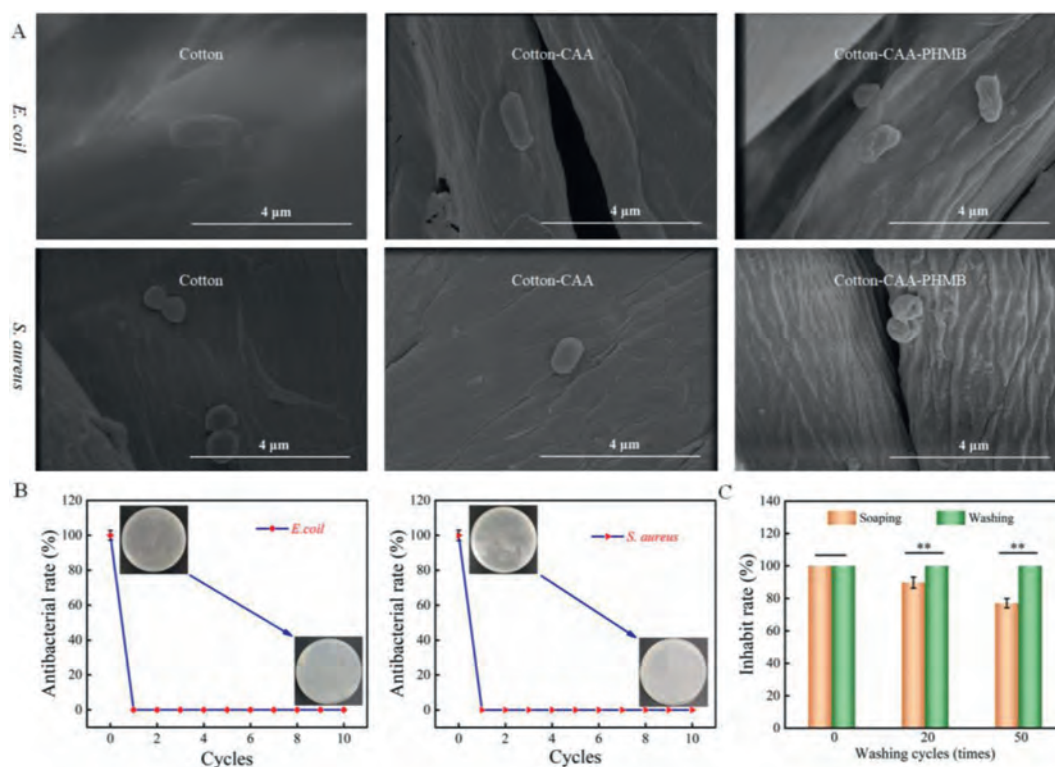 A
E. coil
Cotton
4 μm
Cotton-CAA
4 μm
Cotton-CAA-PHMB
4 μm
S. aureus
Cotton
4 μm
Cotton-CAA
4 μm
Cotton-CAA-PHMB
4 μm
B
Antibacterial rate (%)
120
100
80
60
40
20
0
E.coil
0 2 4 6 8 10
Cycles
Antibacterial rate (%)
120
100
80
60
40
20
0
S. aureus
0 2 4 6 8 10
Cycles
C
Inhabit rate (%)
140
120
100
80
60
40
20
0
Soaping Washing
** **
0 20 50
Washing cycles (times)